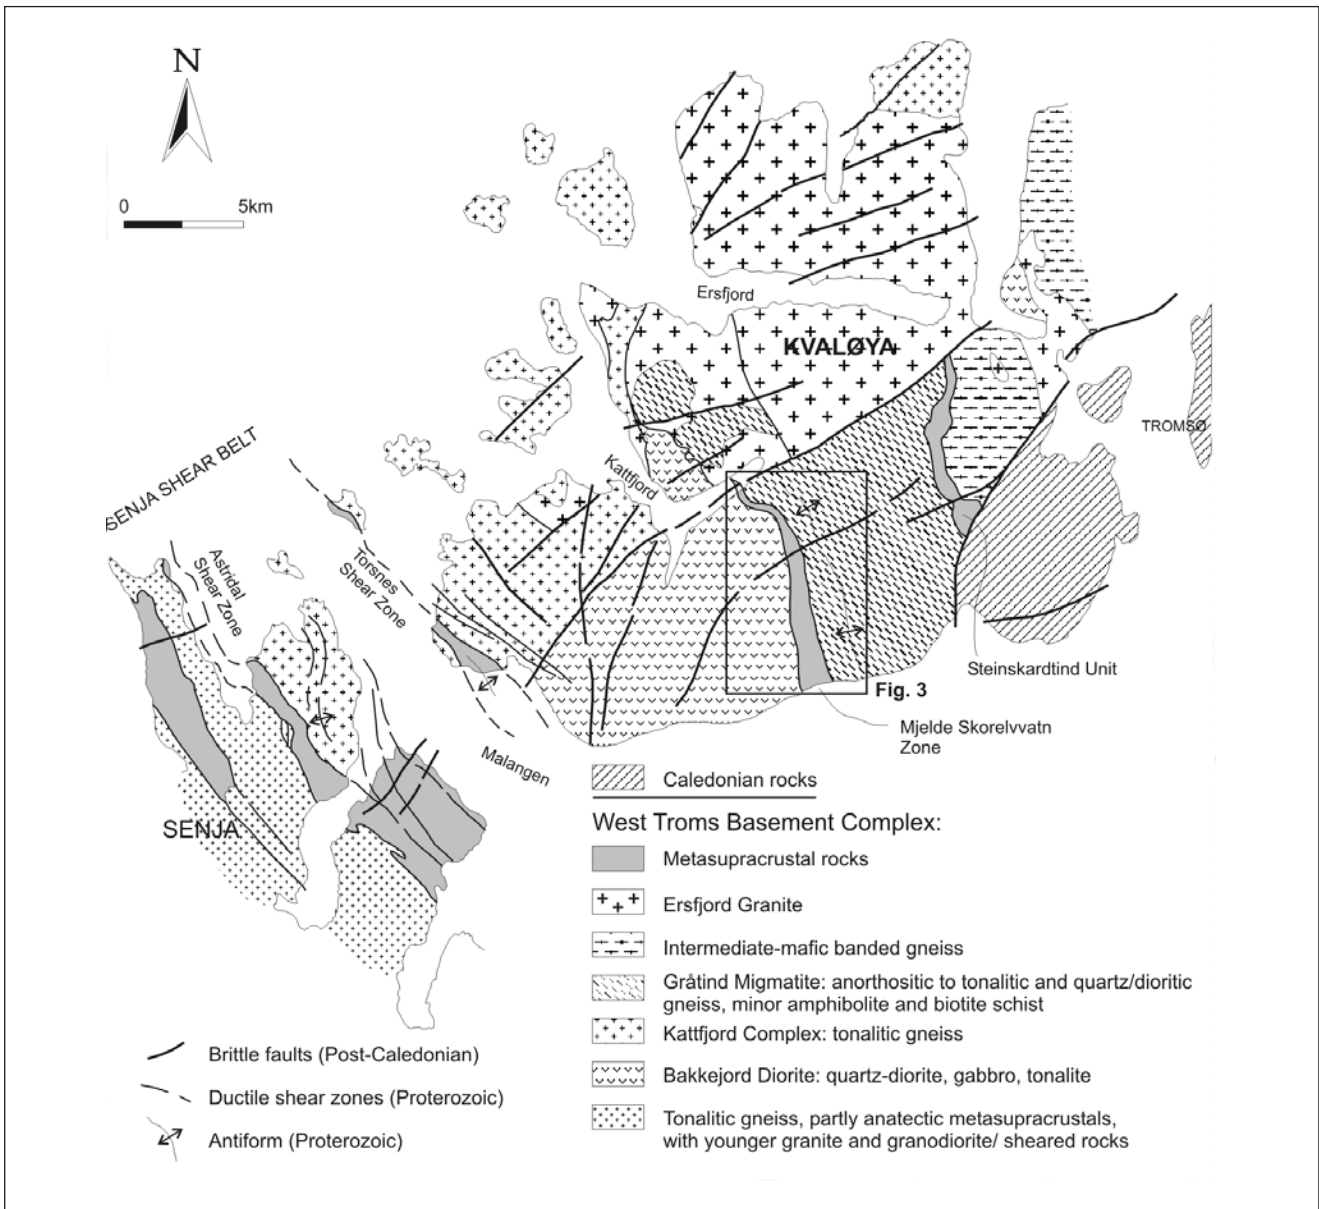 N
0 5km
Ersfjord
KVALØYA
TROMSØ
Kattfjord
SENJA SHEAR BELT
Astridal
Shear Zone
Torsnes
Shear Zone
Steinskardtind Unit
Fig. 3
Mjelde Skorelvvatn
Zone
Malangen
SENJA
Caledonian rocks
West Troms Basement Complex:
Metasupracrustal rocks
Ersfjord Granite
Intermediate-mafic banded gneiss
Gråtind Migmatite: anorthositic to tonalitic and quartz/dioritic
gneiss, minor amphibolite and biotite schist
Kattfjord Complex: tonalitic gneiss
Bakkejord Diorite: quartz-diorite, gabbro, tonalite
Tonalitic gneiss, partly anatectic metasupracrustals,
with younger granite and granodiorite/ sheared rocks
Brittle faults (Post-Caledonian)
Ductile shear zones (Proterozoic)
Antiform (Proterozoic)